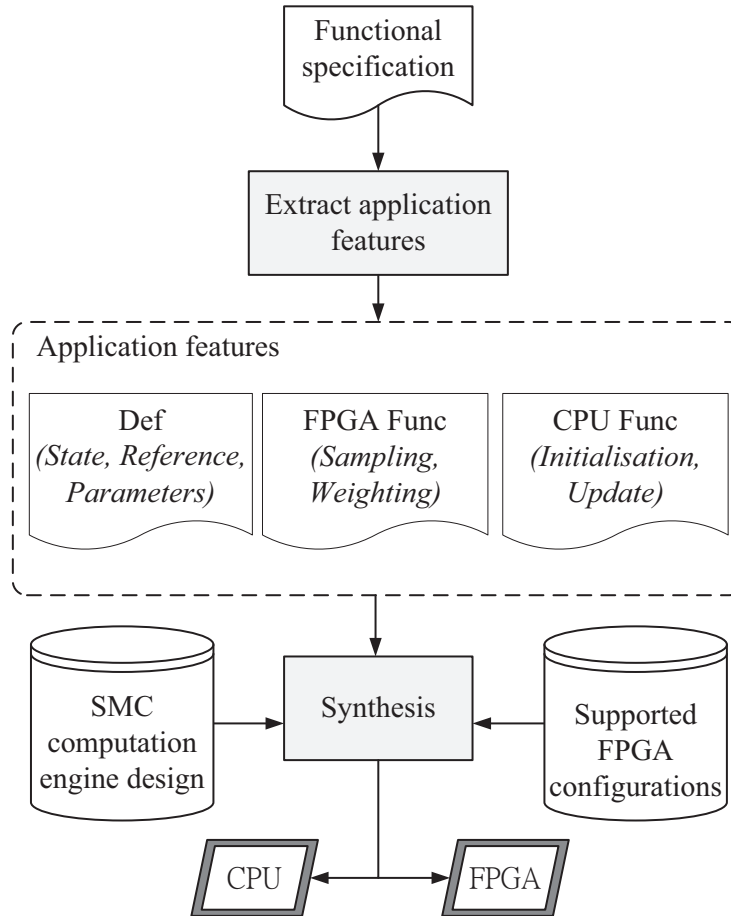 Functional
specification
Extract application
features
Application features
Def
(State, Reference,
Parameters)
FPGA Func
(Sampling,
Weighting)
CPU Func
(Initialisation,
Update)
SMC
computation
engine design
Synthesis
Supported
FPGA
configurations
CPU
FPGA